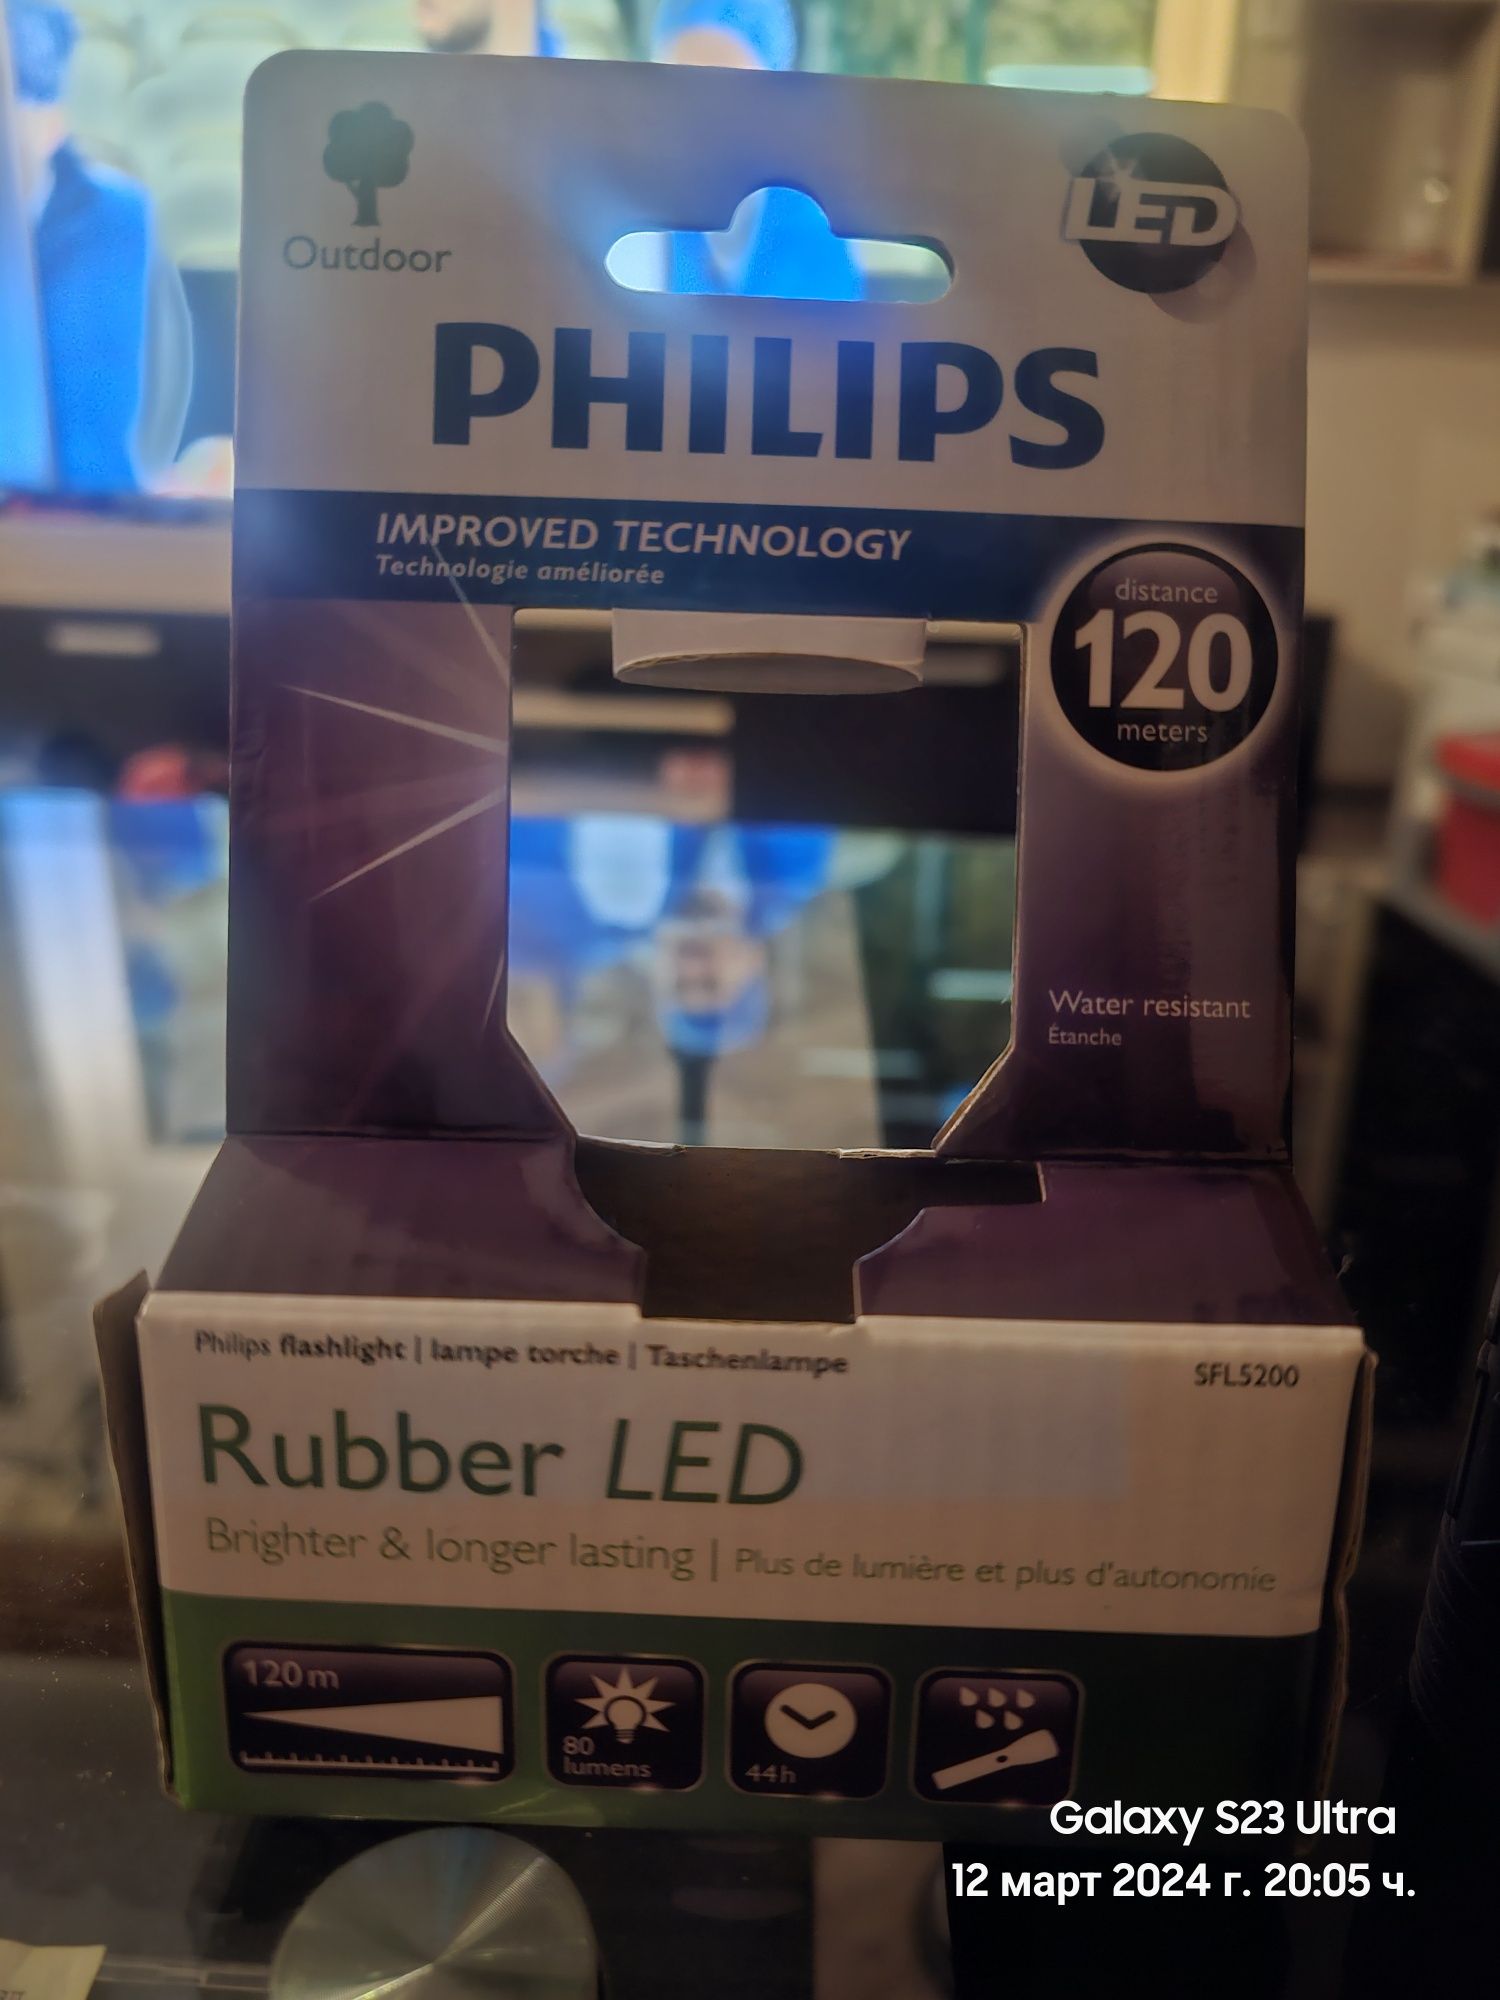 Outdoor
LED
PHILIPS
IMPROVED TECHNOLOGY
Technologie améliorée
distance
120
meters
Water resistant
Étanche
Philips flashlight | lampe torche | Taschenlampe
SFL5200
Rubber LED
Brighter & longer lasting | Plus de lumière et plus d'autonomie
120m
80
lumens
44h
Galaxy S23 Ultra
12 март 2024 г. 20:05 ч.